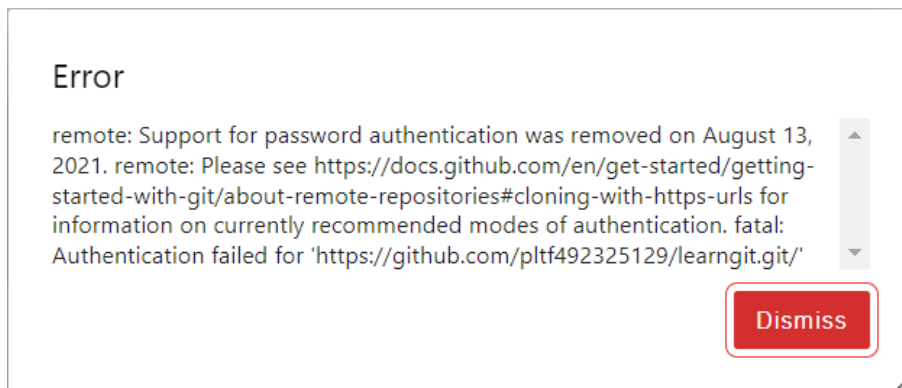 Error
remote: Support for password authentication was removed on August 13,
2021. remote: Please see https://docs.github.com/en/get-started/getting-
started-with-git/about-remote-repositories#cloning-with-https-urls for
information on currently recommended modes of authentication. fatal:
Authentication failed for 'https://github.com/pltf492325129/learngit.git/'
Dismiss